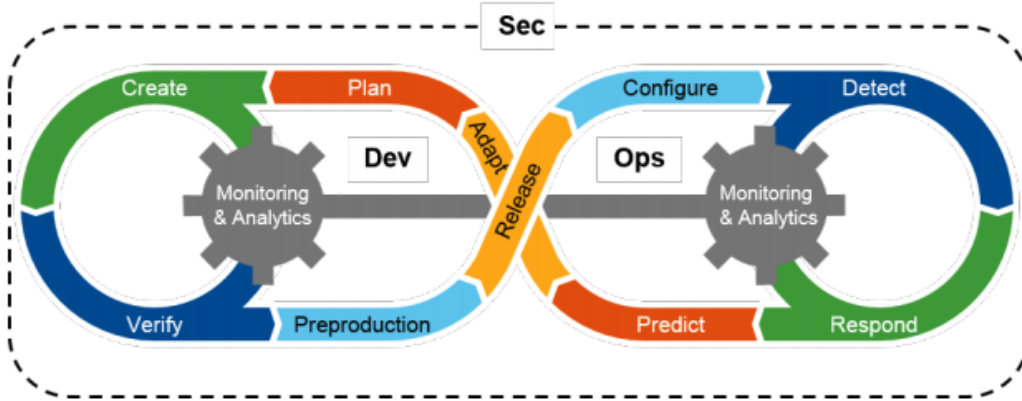 Sec
Create
Plan
Configure
Detect
Adapt
Dev
Release
Ops
Monitoring
& Analytics
Monitoring
& Analytics
Verify
Preproduction
Predict
Respond